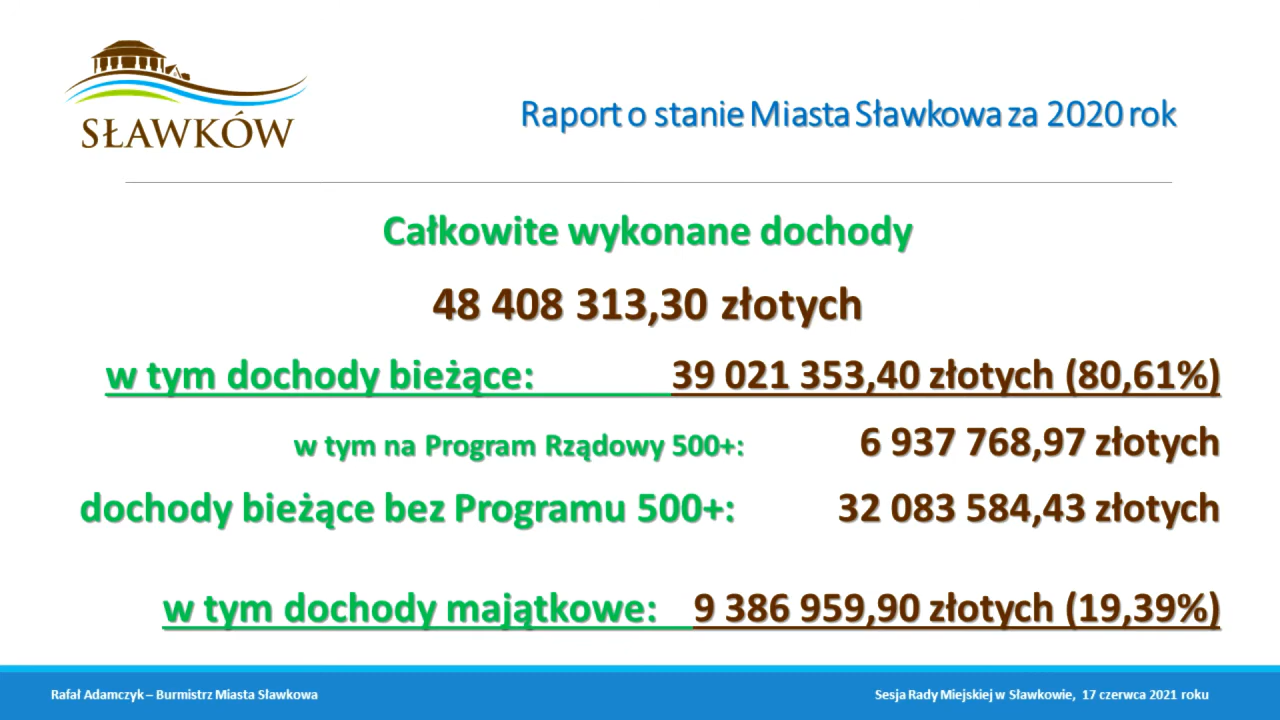 SŁAWKÓW
Raport o stanie Miasta Sławkowa za 2020 rok
Całkowite wykonane dochody
48 408 313,30 złotych
w tym dochody bieżące: 39 021 353,40 złotych (80,61%)
w tym na Program Rządowy 500+: 6 937 768,97 złotych
dochody bieżące bez Programu 500+: 32 083 584,43 złotych
w tym dochody majątkowe: 9 386 959,90 złotych (19,39%)
Rafał Adamczyk – Burmistrz Miasta Sławkowa Sesja Rady Miejskiej w Sławkowie, 17 czerwca 2021 roku